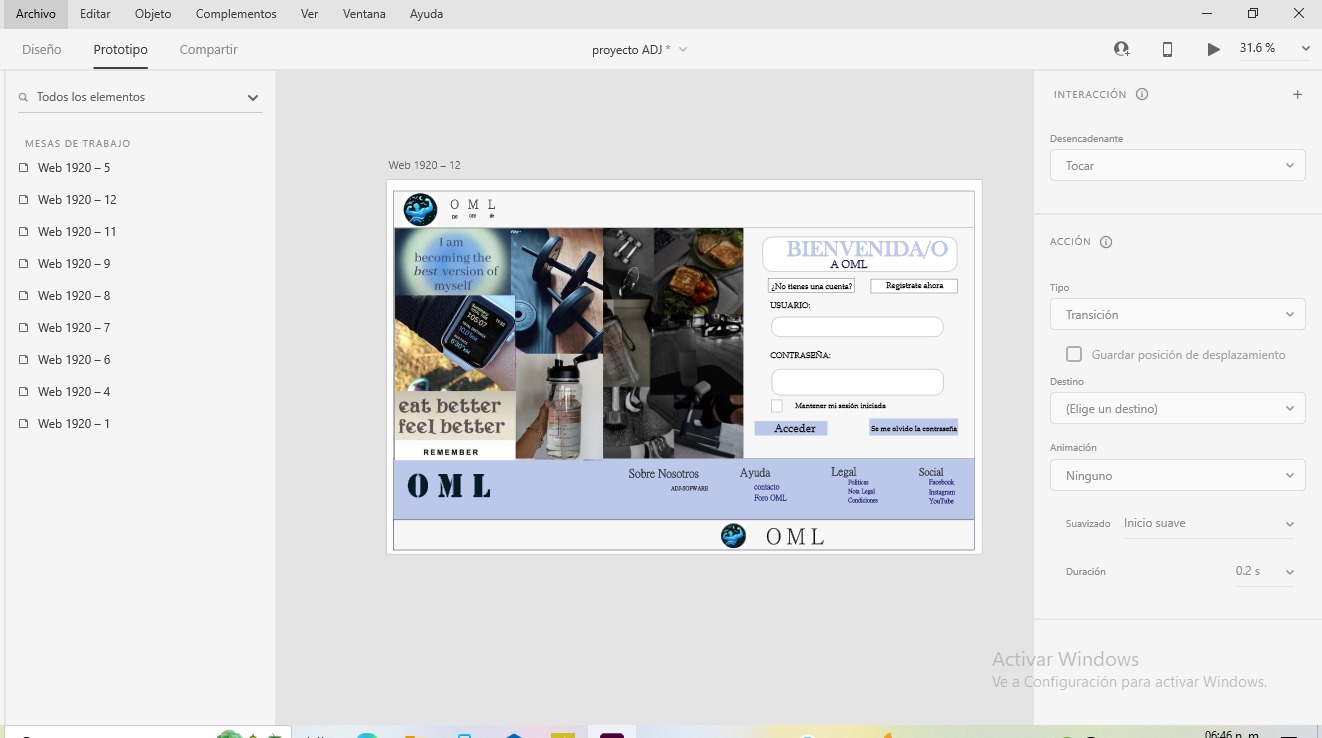 Archivo Editar Objeto Complementos Ver Ventana Ayuda
Diseño Prototipo Compartir
proyecto ADJ *
31.6 %
Todos los elementos
MESAS DE TRABAJO
Web 1920 – 5
Web 1920 – 12
Web 1920 – 11
Web 1920 – 9
Web 1920 – 8
Web 1920 – 7
Web 1920 – 6
Web 1920 – 4
Web 1920 – 1
Web 1920 – 12
O M L
I am
becoming the
best version of
myself
1:05:07
eat better
feel better
REMEMBER
BIENVENIDA/O
A OML
¿No tienes una cuenta?
Registrate ahora
USUARIO:
CONTRASEÑA:
Mantener mi sesión iniciada
Acceder
Se me olvido la contraseña
OML
Sobre Nosotros
ADJ-SOFWARE
Ayuda
contacto
Foro OML
Legal
Politicas
Nota Legal
Condiciones
Social
Facebook
Instagram
YouTube
OML
INTERACCIÓN
Desencadenante
Tocar
ACCIÓN
Tipo
Transición
Guardar posición de desplazamiento
Destino
(Elige un destino)
Animación
Ninguno
Suavizado Inicio suave
Duración 0.2 s
Activar Windows
Ve a Configuración para activar Windows.
06:46 p. m.